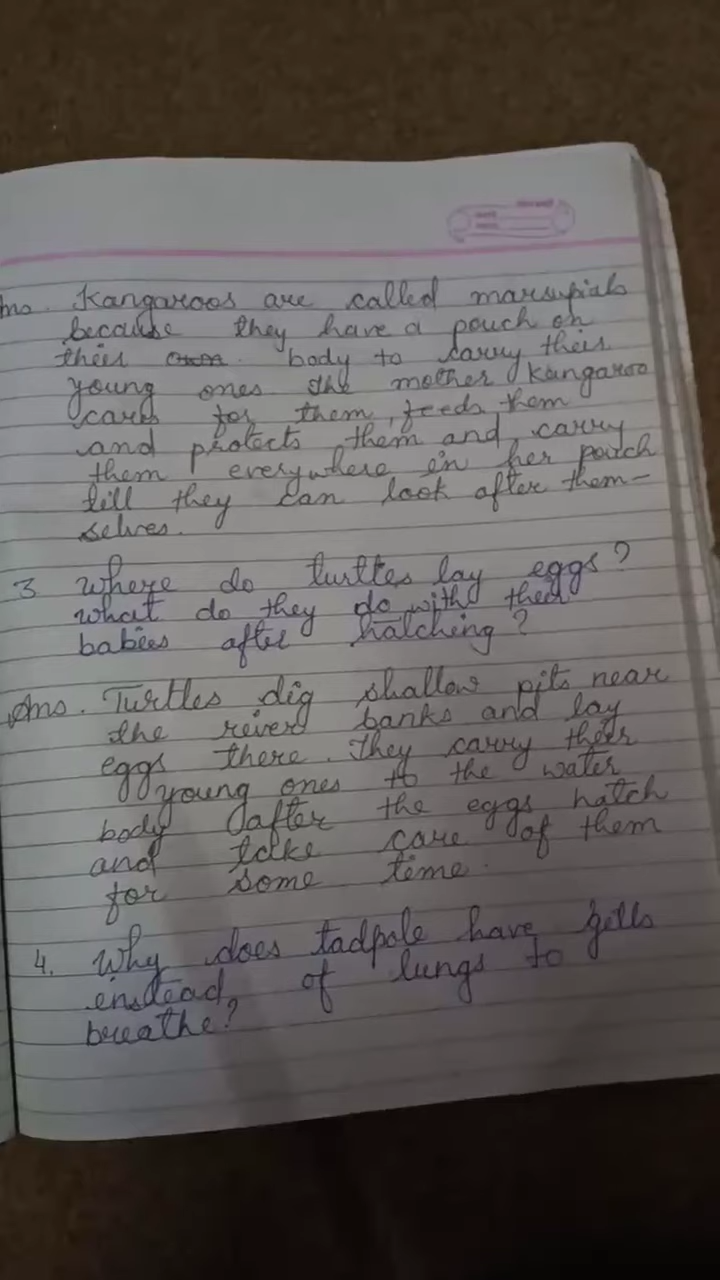 Ans. Kangaroos are called marsupials
because they have a pouch on
their body to carry their
young ones the mother Kangaroo
cares for them, feeds them
and protects them and carry
them everywhere in her pouch
till they can look after them-
selves.
3 where do turtles lay eggs?
what do they do with their
babies after hatching?
Ans. Turtles dig shallow pits near
the river banks and lay
eggs there. They carry their
young ones to the water
body after the eggs hatch
and take care of them
for some time.
4. Why does tadpole have gills
instead of lungs to
breathe?